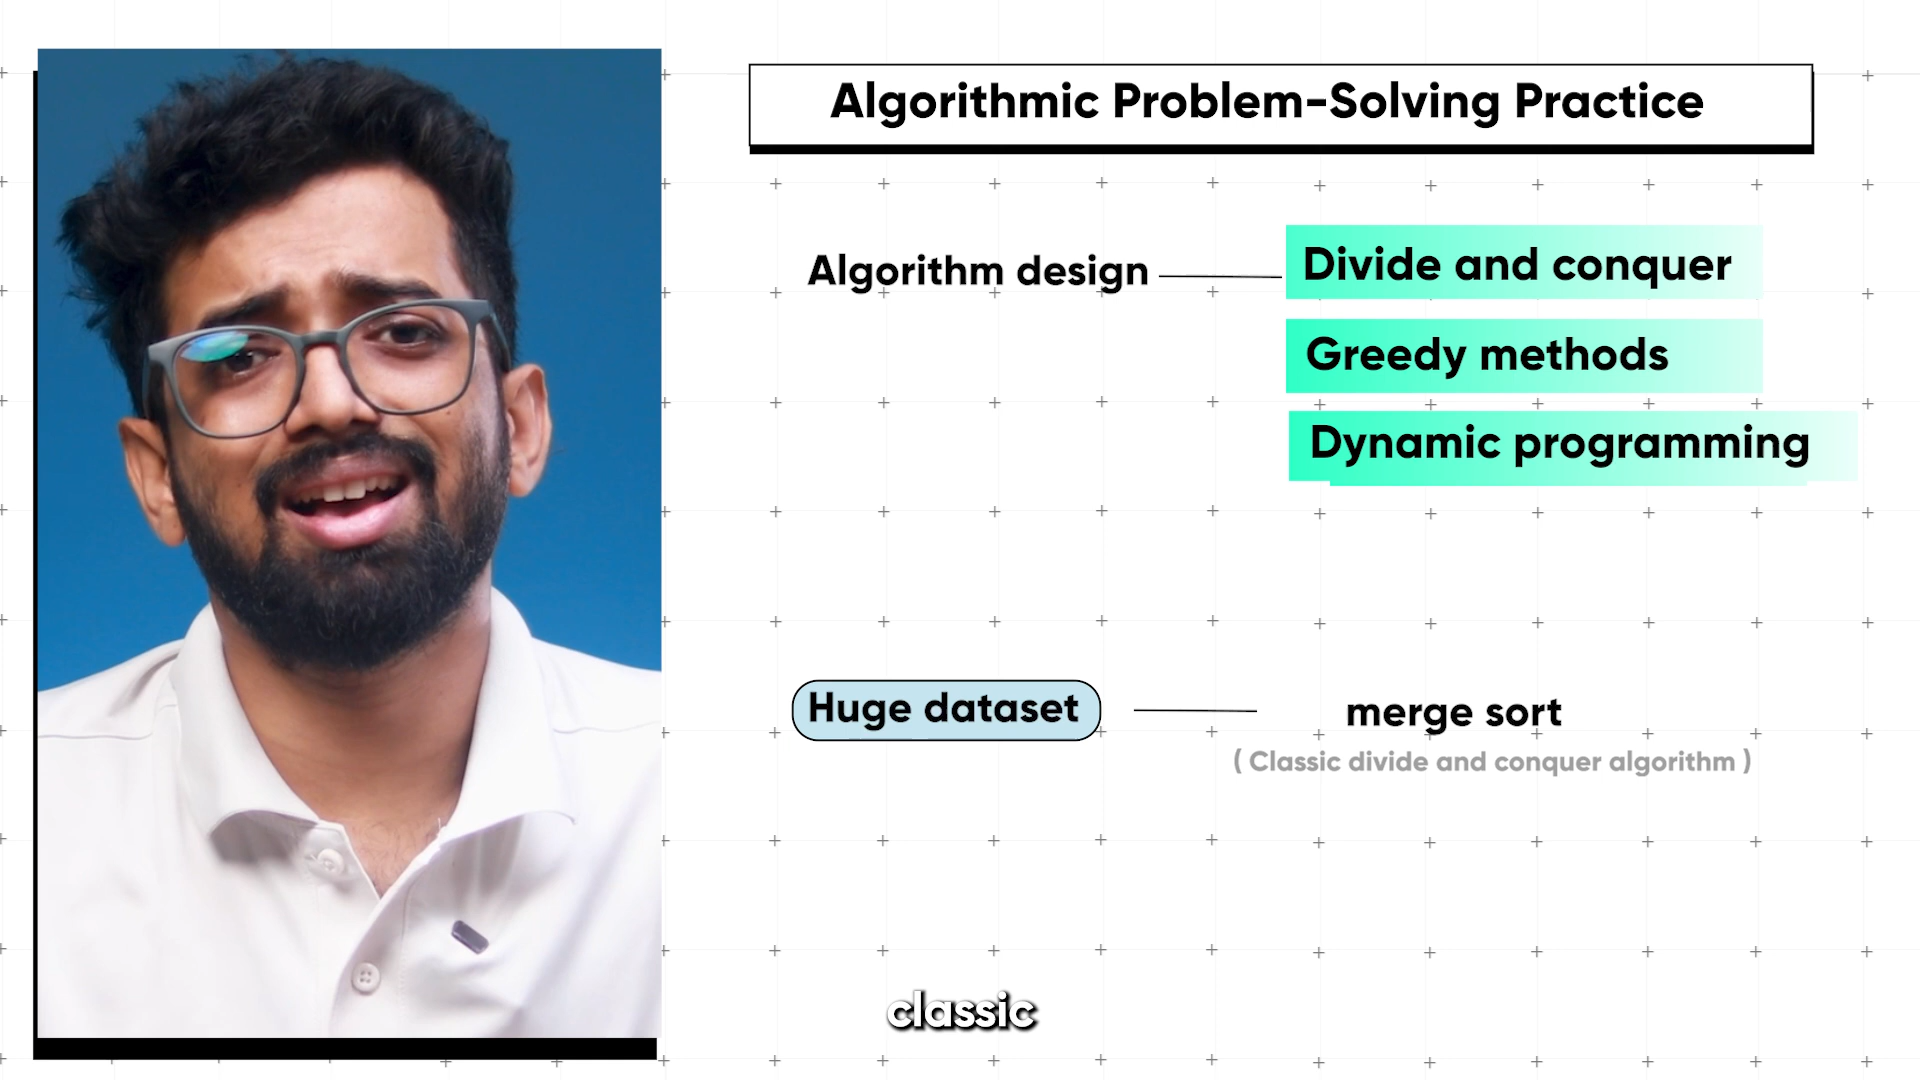 Algorithmic Problem-Solving Practice
Algorithm design
Divide and conquer
Greedy methods
Dynamic programming
Huge dataset
merge sort
( Classic divide and conquer algorithm )
classic